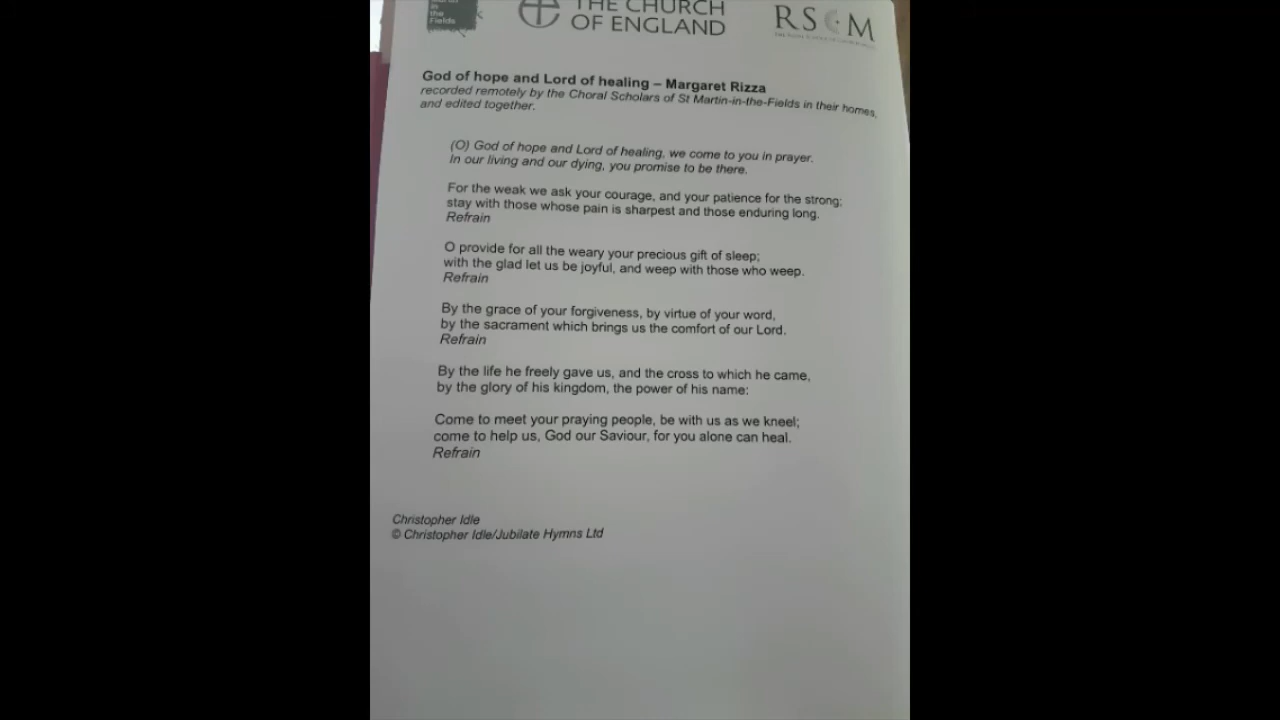 in
the
Fields
THE CHURCH
OF ENGLAND
RSCM
God of hope and Lord of healing – Margaret Rizza
recorded remotely by the Choral Scholars of St Martin-in-the-Fields in their homes,
and edited together.
(O) God of hope and Lord of healing, we come to you in prayer.
In our living and our dying, you promise to be there.
For the weak we ask your courage, and your patience for the strong:
stay with those whose pain is sharpest and those enduring long.
Refrain
O provide for all the weary your precious gift of sleep;
with the glad let us be joyful, and weep with those who weep.
Refrain
By the grace of your forgiveness, by virtue of your word,
by the sacrament which brings us the comfort of our Lord.
Refrain
By the life he freely gave us, and the cross to which he came,
by the glory of his kingdom, the power of his name:
Come to meet your praying people, be with us as we kneel;
come to help us, God our Saviour, for you alone can heal.
Refrain
Christopher Idle
© Christopher Idle/Jubilate Hymns Ltd